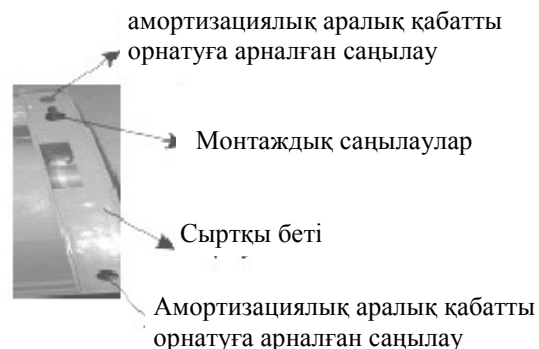 амортизациялық аралық қабатты
орнатуға арналған саңылау
Монтаждық саңылаулар
Сыртқы беті
Амортизациялық аралық қабатты
орнатуға арналған саңылау